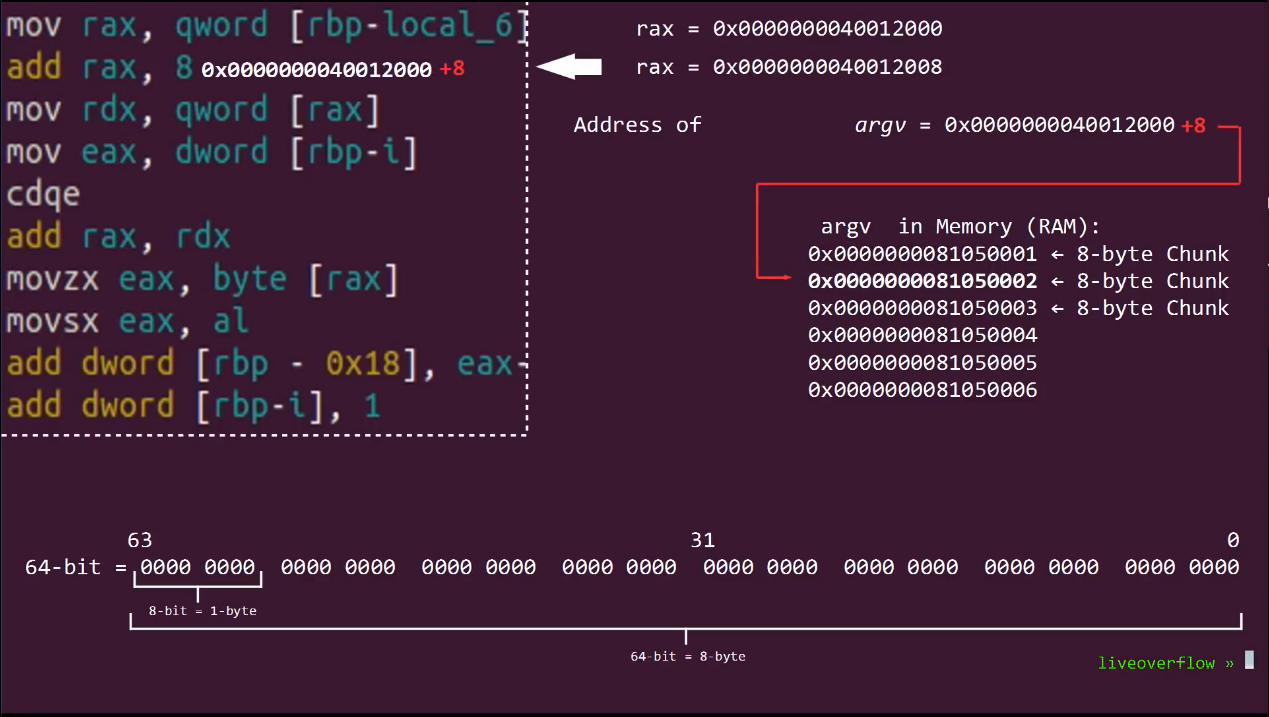 mov rax, qword [rbp-local_6]
add rax, 8 0x0000000040012000 +8
mov rdx, qword [rax]
mov eax, dword [rbp-i]
cdqe
add rax, rdx
movzx eax, byte [rax]
movsx eax, al
add dword [rbp - 0x18], eax
add dword [rbp-i], 1
rax = 0x0000000040012000
rax = 0x0000000040012008
Address of argv = 0x0000000040012000 +8
argv in Memory (RAM):
0x0000000081050001 ← 8-byte Chunk
0x0000000081050002 ← 8-byte Chunk
0x0000000081050003 ← 8-byte Chunk
0x0000000081050004
0x0000000081050005
0x0000000081050006
63 31 0
64-bit = 0000 0000 0000 0000 0000 0000 0000 0000 0000 0000 0000 0000 0000 0000 0000 0000
8-bit = 1-byte
64-bit = 8-byte
liveoverflow »